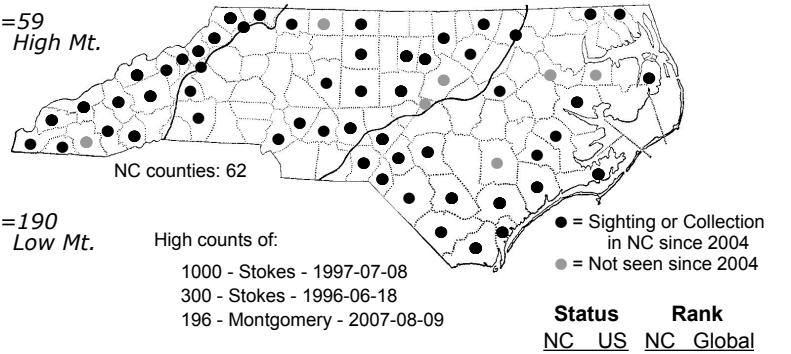 =59
High Mt.
NC counties: 62
=190
Low Mt.
High counts of:
1000 - Stokes - 1997-07-08
300 - Stokes - 1996-06-18
196 - Montgomery - 2007-08-09
● = Sighting or Collection
in NC since 2004
● = Not seen since 2004
Status Rank
NC US NC Global